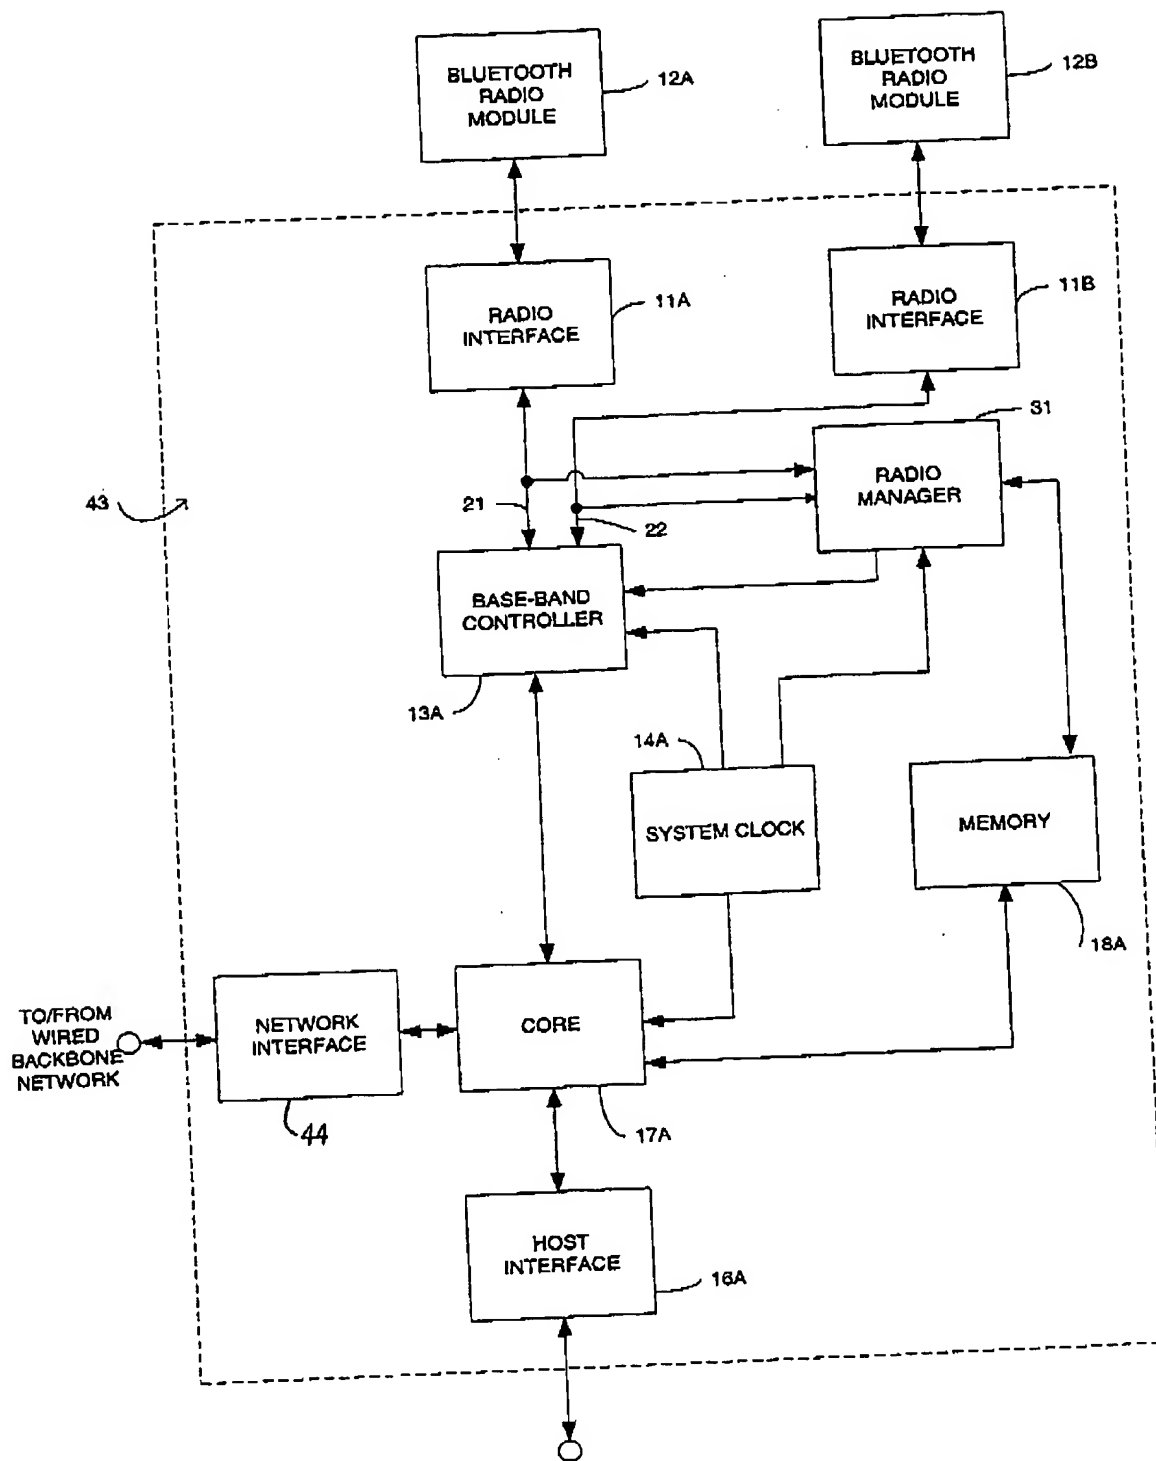 BLUETOOTH
RADIO
MODULE
12A
BLUETOOTH
RADIO
MODULE
12B
RADIO
INTERFACE
11A
RADIO
INTERFACE
11B
31
RADIO
MANAGER
43
21
22
BASE-BAND
CONTROLLER
13A
14A
SYSTEM CLOCK
MEMORY
18A
TO/FROM
WIRED
BACKBONE
NETWORK
NETWORK
INTERFACE
44
CORE
17A
HOST
INTERFACE
16A